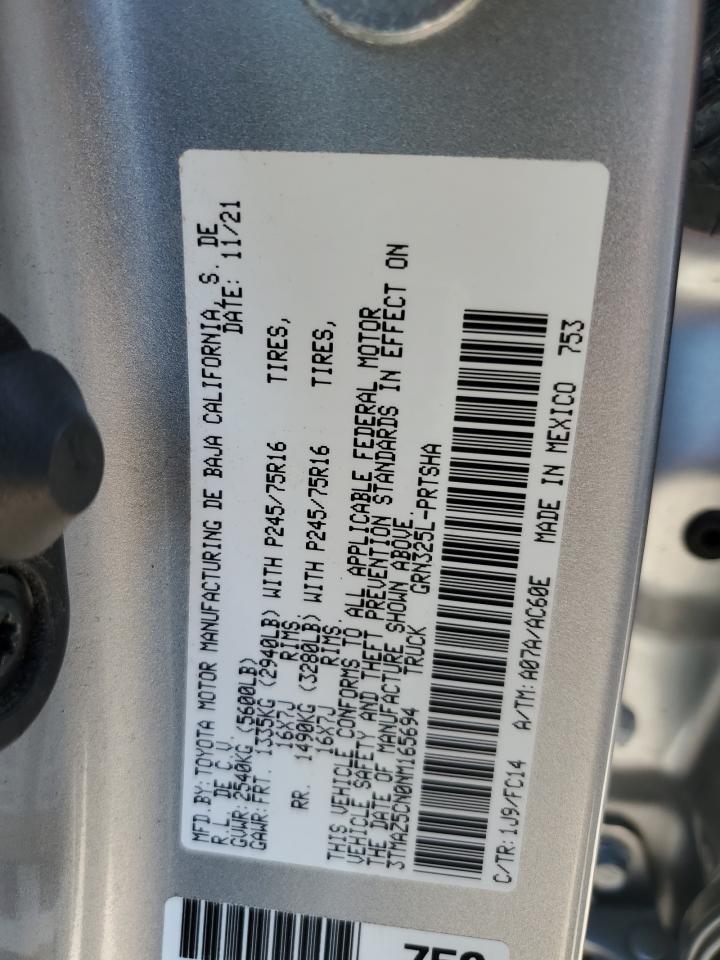 MFD.BY:TOYOTA MOTOR MANUFACTURING DE BAJA CALIFORNIA, S. DE
R.L. DE C.V. DATE: 11/21
GVWR:2540KG (5600LB)
GAWR:FRT. 1335KG (2940LB) WITH P245/75R16 TIRES,
16X7J RIMS.
RR. 1490KG (3280LB) WITH P245/75R16 TIRES,
16X7J RIMS.
THIS VEHICLE CONFORMS TO ALL APPLICABLE FEDERAL MOTOR
VEHICLE SAFETY AND THEFT PREVENTION STANDARDS IN EFFECT ON
THE DATE OF MANUFACTURE SHOWN ABOVE.
3TMAZ5CN0NM165694 TRUCK GRN325L-PRTSHA
C/TR:1J9/FC14 A/TM:A07A/AC60E MADE IN MEXICO 753